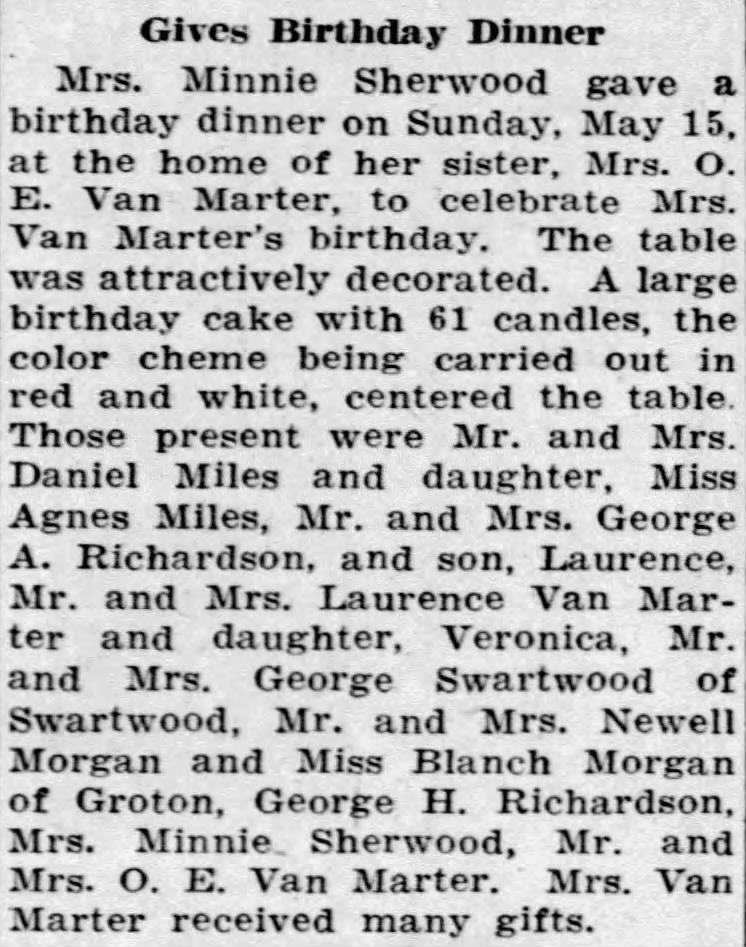 Gives Birthday Dinner
Mrs. Minnie Sherwood gave a
birthday dinner on Sunday, May 15,
at the home of her sister, Mrs. O.
E. Van Marter, to celebrate Mrs.
Van Marter's birthday. The table
was attractively decorated. A large
birthday cake with 61 candles, the
color cheme being carried out in
red and white, centered the table.
Those present were Mr. and Mrs.
Daniel Miles and daughter, Miss
Agnes Miles, Mr. and Mrs. George
A. Richardson, and son, Laurence,
Mr. and Mrs. Laurence Van Mar-
ter and daughter, Veronica, Mr.
and Mrs. George Swartwood of
Swartwood, Mr. and Mrs. Newell
Morgan and Miss Blanch Morgan
of Groton, George H. Richardson,
Mrs. Minnie Sherwood, Mr. and
Mrs. O. E. Van Marter. Mrs. Van
Marter received many gifts.